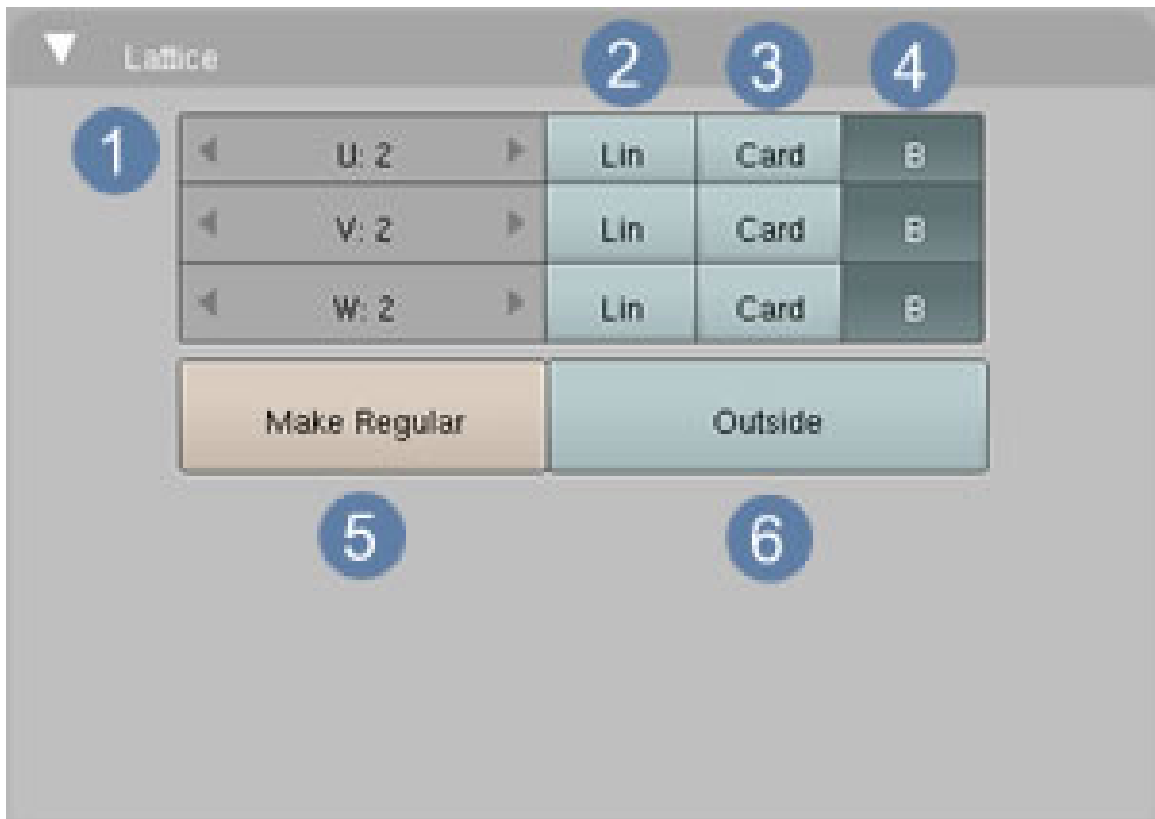 Lattice
2 3 4
1 U: 2 Lin Card B
V: 2 Lin Card B
W: 2 Lin Card B
Make Regular Outside
5 6